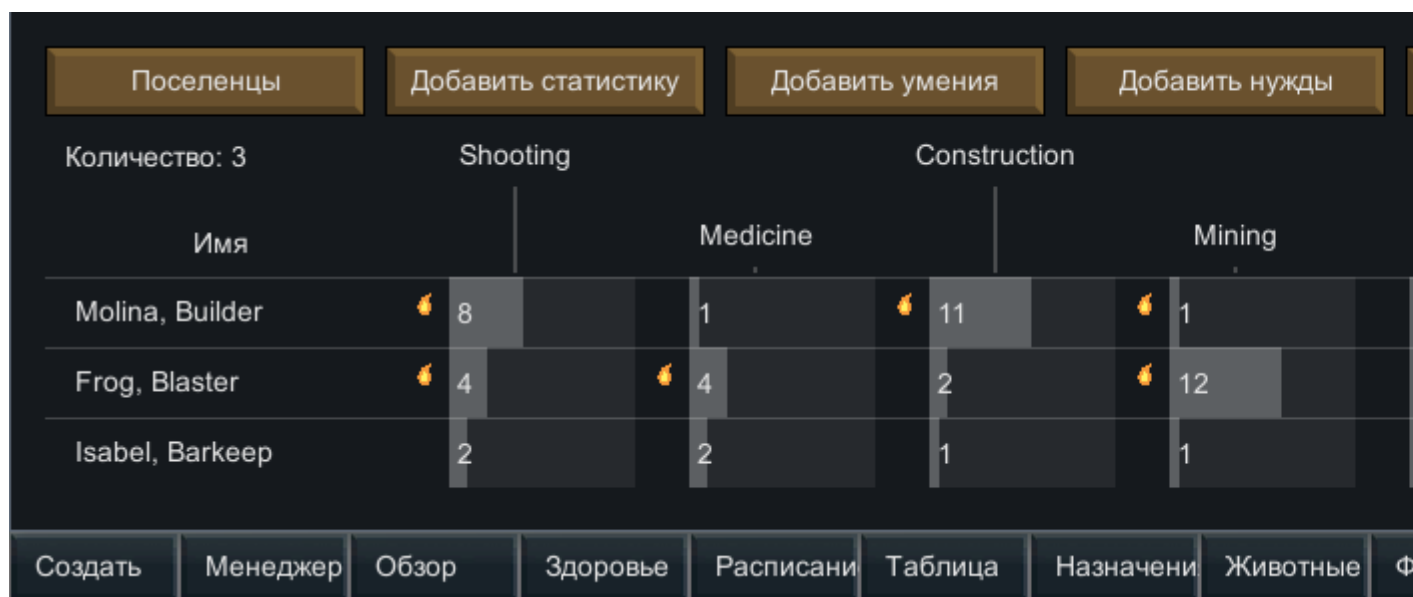 Поселенцы Добавить статистику Добавить умения Добавить нужды
Количество: 3 Shooting Construction
Имя Medicine Mining
Molina, Builder 8 1 11 1
Frog, Blaster 4 4 2 12
Isabel, Barkeep 2 2 1 1
Создать Менеджер Обзор Здоровье Расписани Таблица Назначени Животные Ф